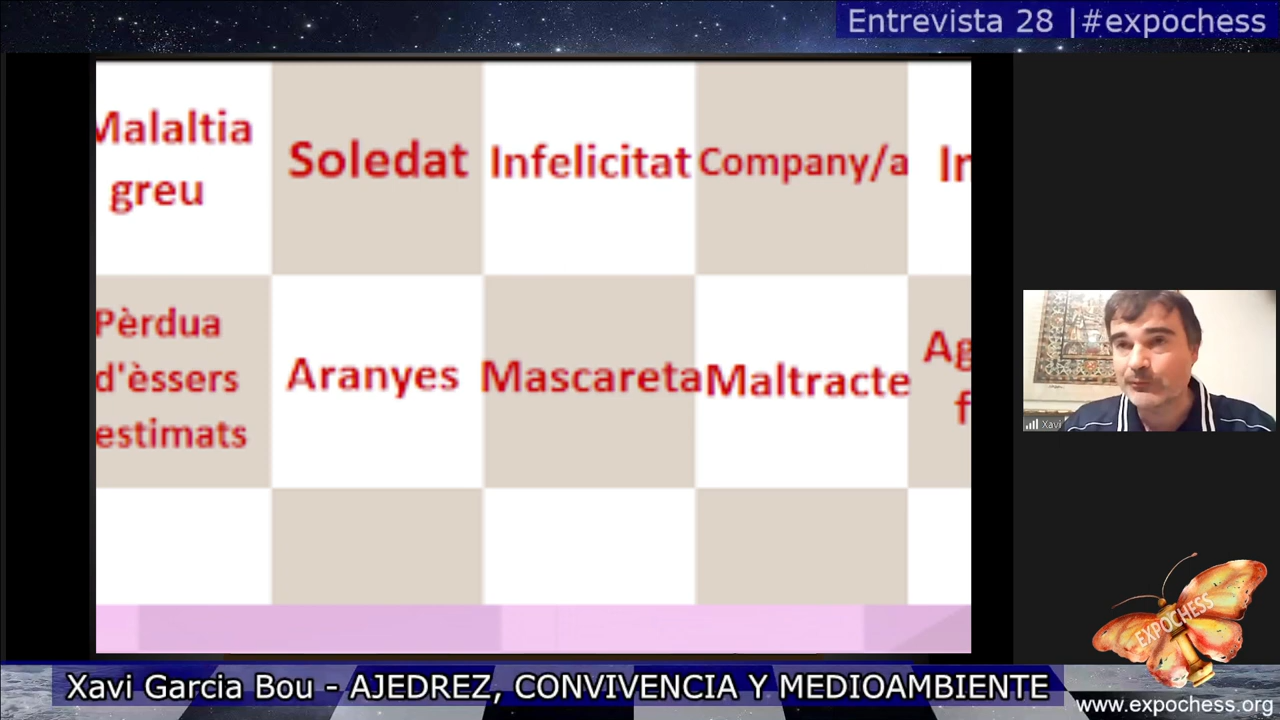 Entrevista 28 |#expochess
Malaltia
greu
Soledat
Infelicitat
Company/a
Pèrdua
d'èssers
estimats
Aranyes
Mascareta
Maltracte
Xavi
EXPOCHESS
Xavi Garcia Bou - AJEDREZ, CONVIVENCIA Y MEDIOAMBIENTE
www.expochess.org